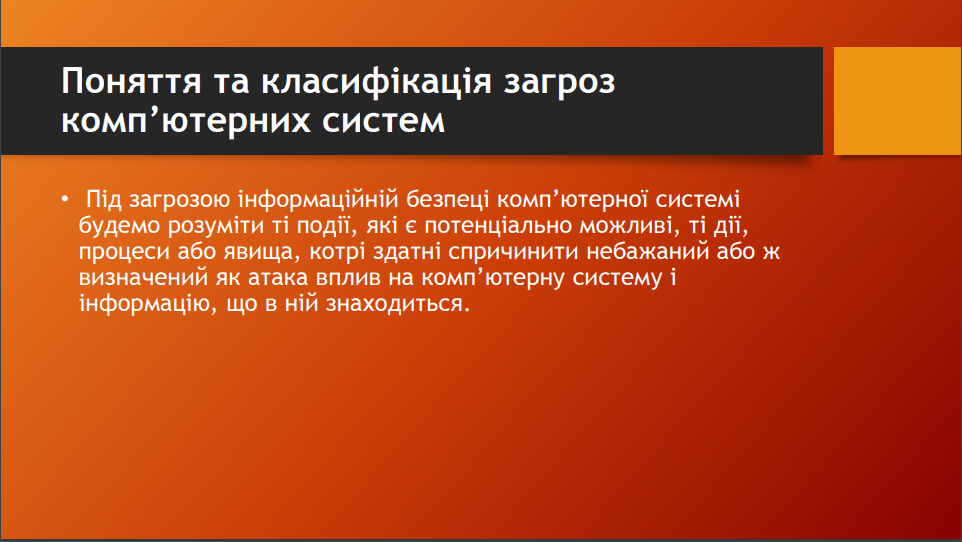 Поняття та класифікація загроз
комп’ютерних систем
• Під загрозою інформаційній безпеці комп’ютерної системі
будемо розуміти ті події, які є потенціально можливі, ті дії,
процеси або явища, котрі здатні спричинити небажаний або ж
визначений як атака вплив на комп’ютерну систему і
інформацію, що в ній знаходиться.